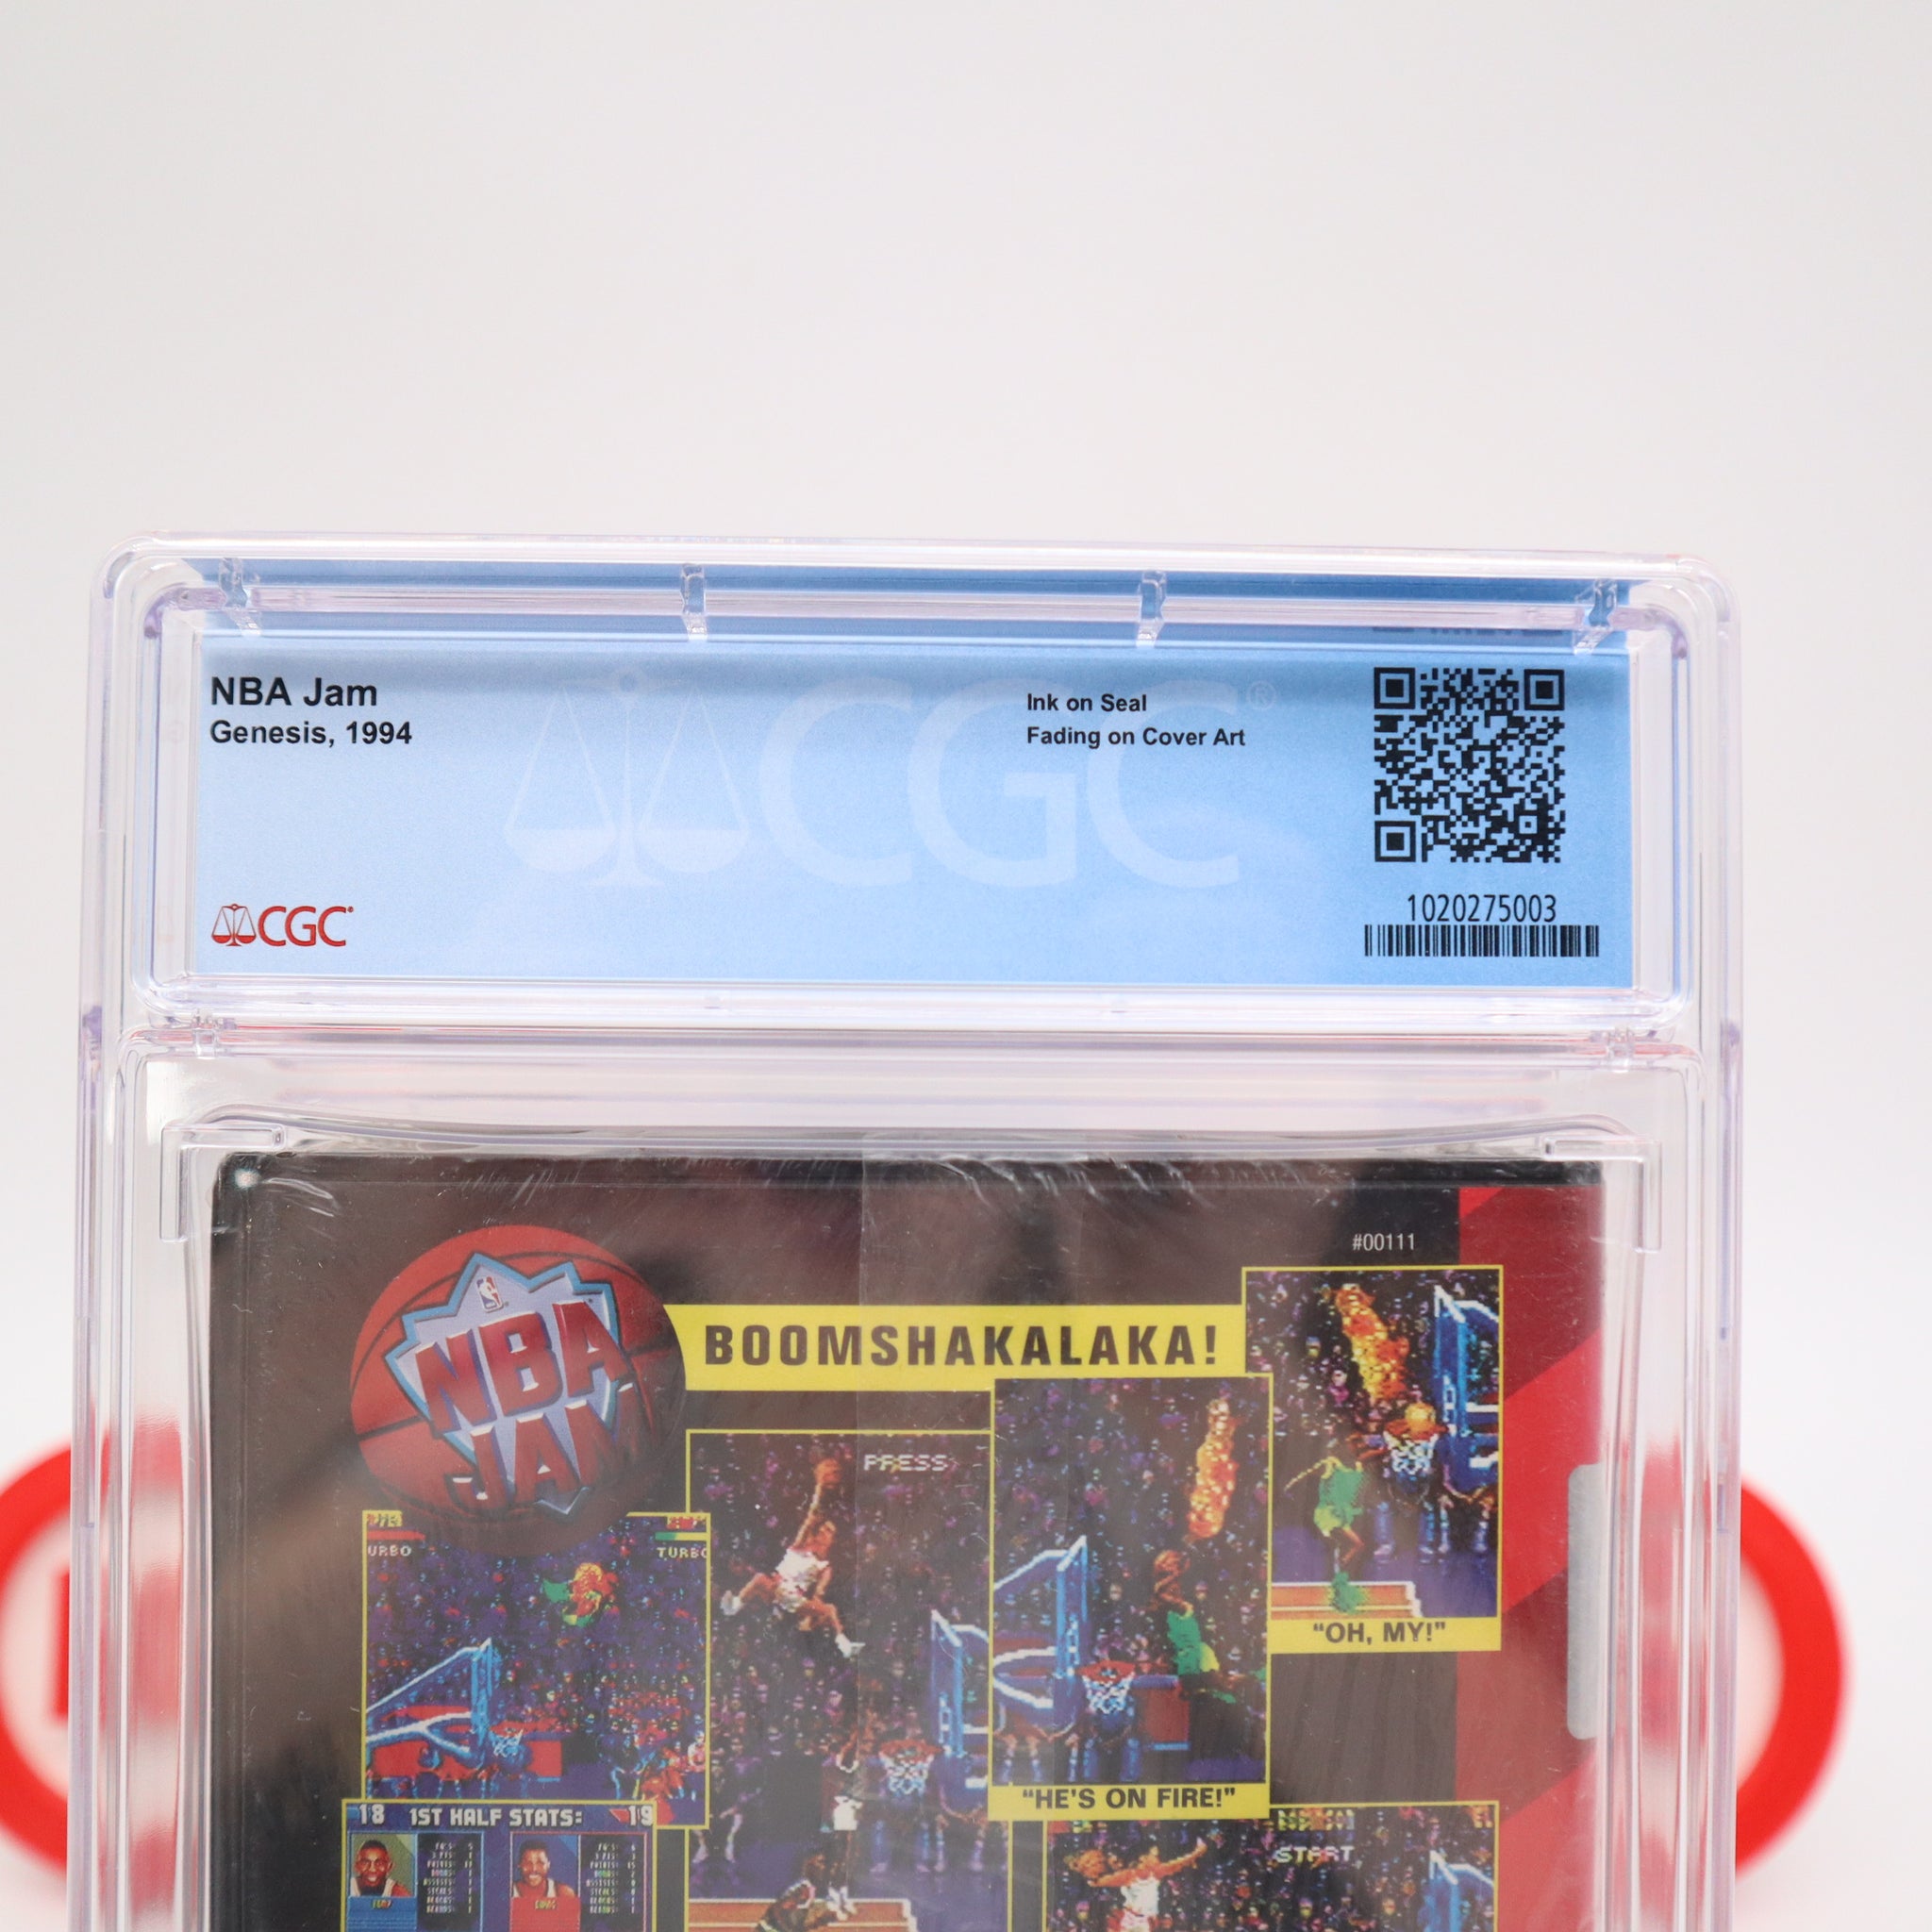 NBA Jam
Genesis, 1994
Ink on Seal
Fading on Cover Art
CGC®
CGC®
1020275003
#00111
NBA
JAM
BOOMSHAKALAKA!
PRESS
URBO
TURBO
"OH, MY!"
"HE'S ON FIRE!"
18 1ST HALF STATS: 19
START